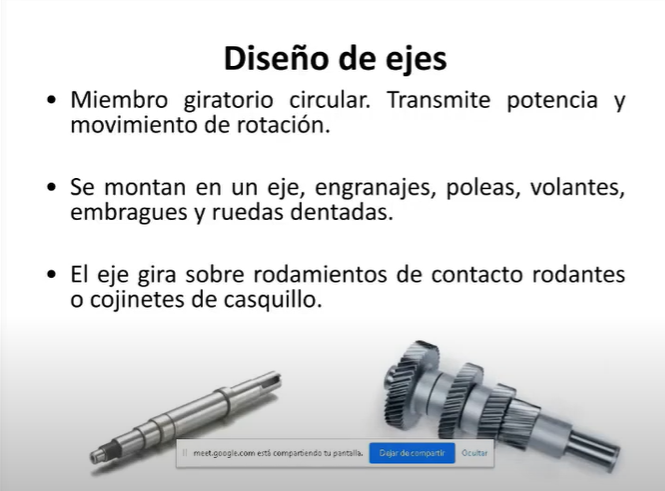 Diseño de ejes
• Miembro giratorio circular. Transmite potencia y
movimiento de rotación.
• Se montan en un eje, engranajes, poleas, volantes,
embragues y ruedas dentadas.
• El eje gira sobre rodamientos de contacto rodantes
o cojinetes de casquillo.
meet.google.com está compartiendo tu pantalla. Dejar de compartir Ocultar